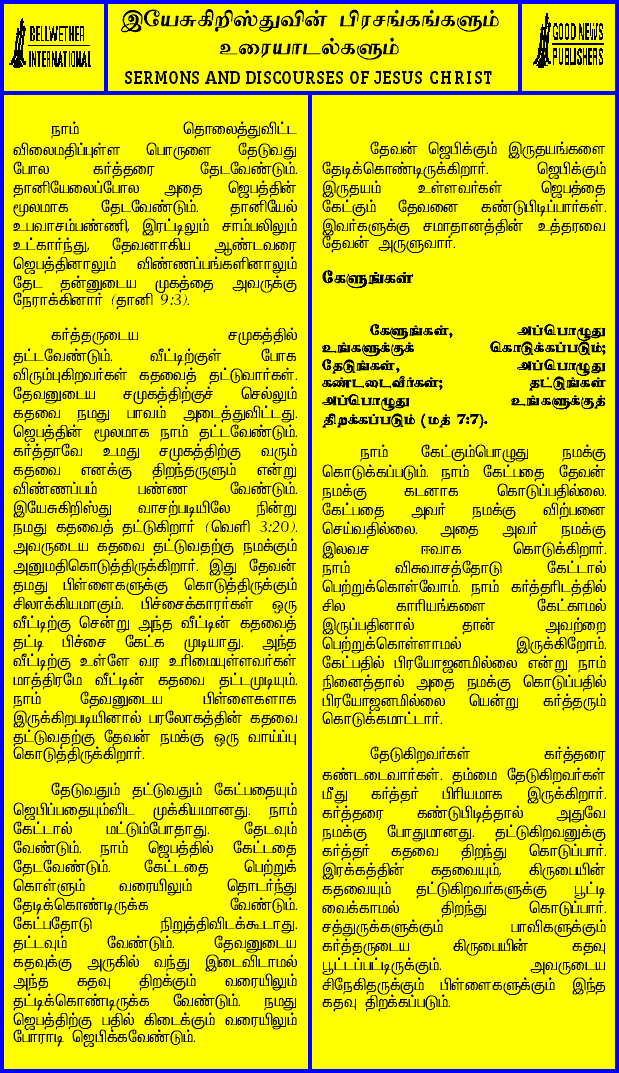 BELLWETHER
INTERNATIONAL
இயேசுகிறிஸ்துவின் பிரசங்கங்களும்
உரையாடல்களும்
SERMONS AND DISCOURSES OF JESUS CHRIST
GOOD NEWS
PUBLISHERS
நாம் தொலைத்துவிட்ட
விலைமதிப்புள்ள பொருளை தேடுவது
போல கர்த்தரை தேடவேண்டும்.
தானியேலைப்போல அதை ஜெபத்தின்
மூலமாக தேடவேண்டும். தானியேல்
உபவாசம்பண்ணி, இரட்டிலும் சாம்பலிலும்
உட்கார்ந்து, தேவனாகிய ஆண்டவரை
ஜெபத்தினாலும் விண்ணப்பங்களினாலும்
தேட தன்னுடைய முகத்தை அவருக்கு
நேராக்கினார் (தானி 9:3).
கர்த்தருடைய சமுகத்தில்
தட்டவேண்டும். வீட்டிற்குள் போக
விரும்புகிறவர்கள் கதவைத் தட்டுவார்கள்.
தேவனுடைய சமுகத்திற்குச் செல்லும்
கதவை நமது பாவம் அடைத்துவிட்டது.
ஜெபத்தின் மூலமாக நாம் தட்டவேண்டும்.
கர்த்தாவே உமது சமுகத்திற்கு வரும்
கதவை எனக்கு திறந்தருளும் என்று
விண்ணப்பம் பண்ண வேண்டும்.
இயேசுகிறிஸ்து வாசற்படியிலே நின்று
நமது கதவைத் தட்டுகிறார் (வெளி 3:20).
அவருடைய கதவை தட்டுவதற்கு நமக்கும்
அனுமதிகொடுத்திருக்கிறார். இது தேவன்
தமது பிள்ளைகளுக்கு கொடுத்திருக்கும்
சிலாக்கியமாகும். பிச்சைக்காரர்கள் ஒரு
வீட்டிற்கு சென்று அந்த வீட்டின் கதவைத்
தட்டி பிச்சை கேட்க முடியாது. அந்த
வீட்டிற்கு உள்ளே வர உரிமையுள்ளவர்கள்
மாத்திரமே வீட்டின் கதவை தட்டமுடியும்.
நாம் தேவனுடைய பிள்ளைகளாக
இருக்கிறபடியினால் பரலோகத்தின் கதவை
தட்டுவதற்கு தேவன் நமக்கு ஒரு வாய்ப்பு
கொடுத்திருக்கிறார்.
தேடுவதும் தட்டுவதும் கேட்பதையும்
ஜெபிப்பதையும்விட முக்கியமானது. நாம்
கேட்டால் மட்டும்போதாது. தேடவும்
வேண்டும். நாம் ஜெபத்தில் கேட்டதை
தேடவேண்டும். கேட்டதை பெற்றுக்
கொள்ளும் வரையிலும் தொடர்ந்து
தேடிக்கொண்டிருக்க வேண்டும்.
கேட்பதோடு நிறுத்திவிடக்கூடாது.
தட்டவும் வேண்டும். தேவனுடைய
கதவுக்கு அருகில் வந்து இடைவிடாமல்
அந்த கதவு திறக்கும் வரையிலும்
தட்டிக்கொண்டிருக்க வேண்டும். நமது
ஜெபத்திற்கு பதில் கிடைக்கும் வரையிலும்
போராடி ஜெபிக்கவேண்டும்.
தேவன் ஜெபிக்கும் இருதயங்களை
தேடிக்கொண்டிருக்கிறார். ஜெபிக்கும்
இருதயம் உள்ளவர்கள் ஜெபத்தை
கேட்கும் தேவனை கண்டுபிடிப்பார்கள்.
இவர்களுக்கு சமாதானத்தின் உத்தரவை
தேவன் அருளுவார்.
கேளுங்கள்
கேளுங்கள், அப்பொழுது
உங்களுக்குக் கொடுக்கப்படும்;
தேடுங்கள், அப்பொழுது
கண்டடைவீர்கள்; தட்டுங்கள்
அப்பொழுது உங்களுக்குத்
திறக்கப்படும் (மத் 7:7).
நாம் கேட்கும்பொழுது நமக்கு
கொடுக்கப்படும். நாம் கேட்பதை தேவன்
நமக்கு கடனாக கொடுப்பதில்லை.
கேட்பதை அவர் நமக்கு விற்பனை
செய்வதில்லை. அதை அவர் நமக்கு
இலவச ஈவாக கொடுக்கிறார்.
நாம் விசுவாசத்தோடு கேட்டால்
பெற்றுக்கொள்வோம். நாம் கர்த்தரிடத்தில்
சில காரியங்களை கேட்காமல்
இருப்பதினால் தான் அவற்றை
பெற்றுக்கொள்ளாமல் இருக்கிறோம்.
கேட்பதில் பிரயோஜனமில்லை என்று நாம்
நினைத்தால் அதை நமக்கு கொடுப்பதில்
பிரயோஜனமில்லை யென்று கர்த்தரும்
கொடுக்கமாட்டார்.
தேடுகிறவர்கள் கர்த்தரை
கண்டடைவார்கள். தம்மை தேடுகிறவர்கள்
மீது கர்த்தர் பிரியமாக இருக்கிறார்.
கர்த்தரை கண்டுபிடித்தால் அதுவே
நமக்கு போதுமானது. தட்டுகிறவனுக்கு
கர்த்தர் கதவை திறந்து கொடுப்பார்.
இரக்கத்தின் கதவையும், கிருபையின்
கதவையும் தட்டுகிறவர்களுக்கு பூட்டி
வைக்காமல் திறந்து கொடுப்பார்.
சத்துருக்களுக்கும் பாவிகளுக்கும்
கர்த்தருடைய கிருபையின் கதவு
பூட்டப்பட்டிருக்கும். அவருடைய
சிநேகிதருக்கும் பிள்ளைகளுக்கும் இந்த
கதவு திறக்கப்படும்.